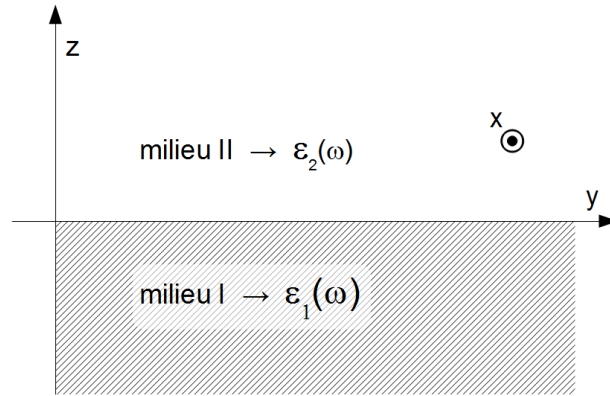 z
x
milieu II → ε₂(ω)
y
milieu I → ε₁(ω)